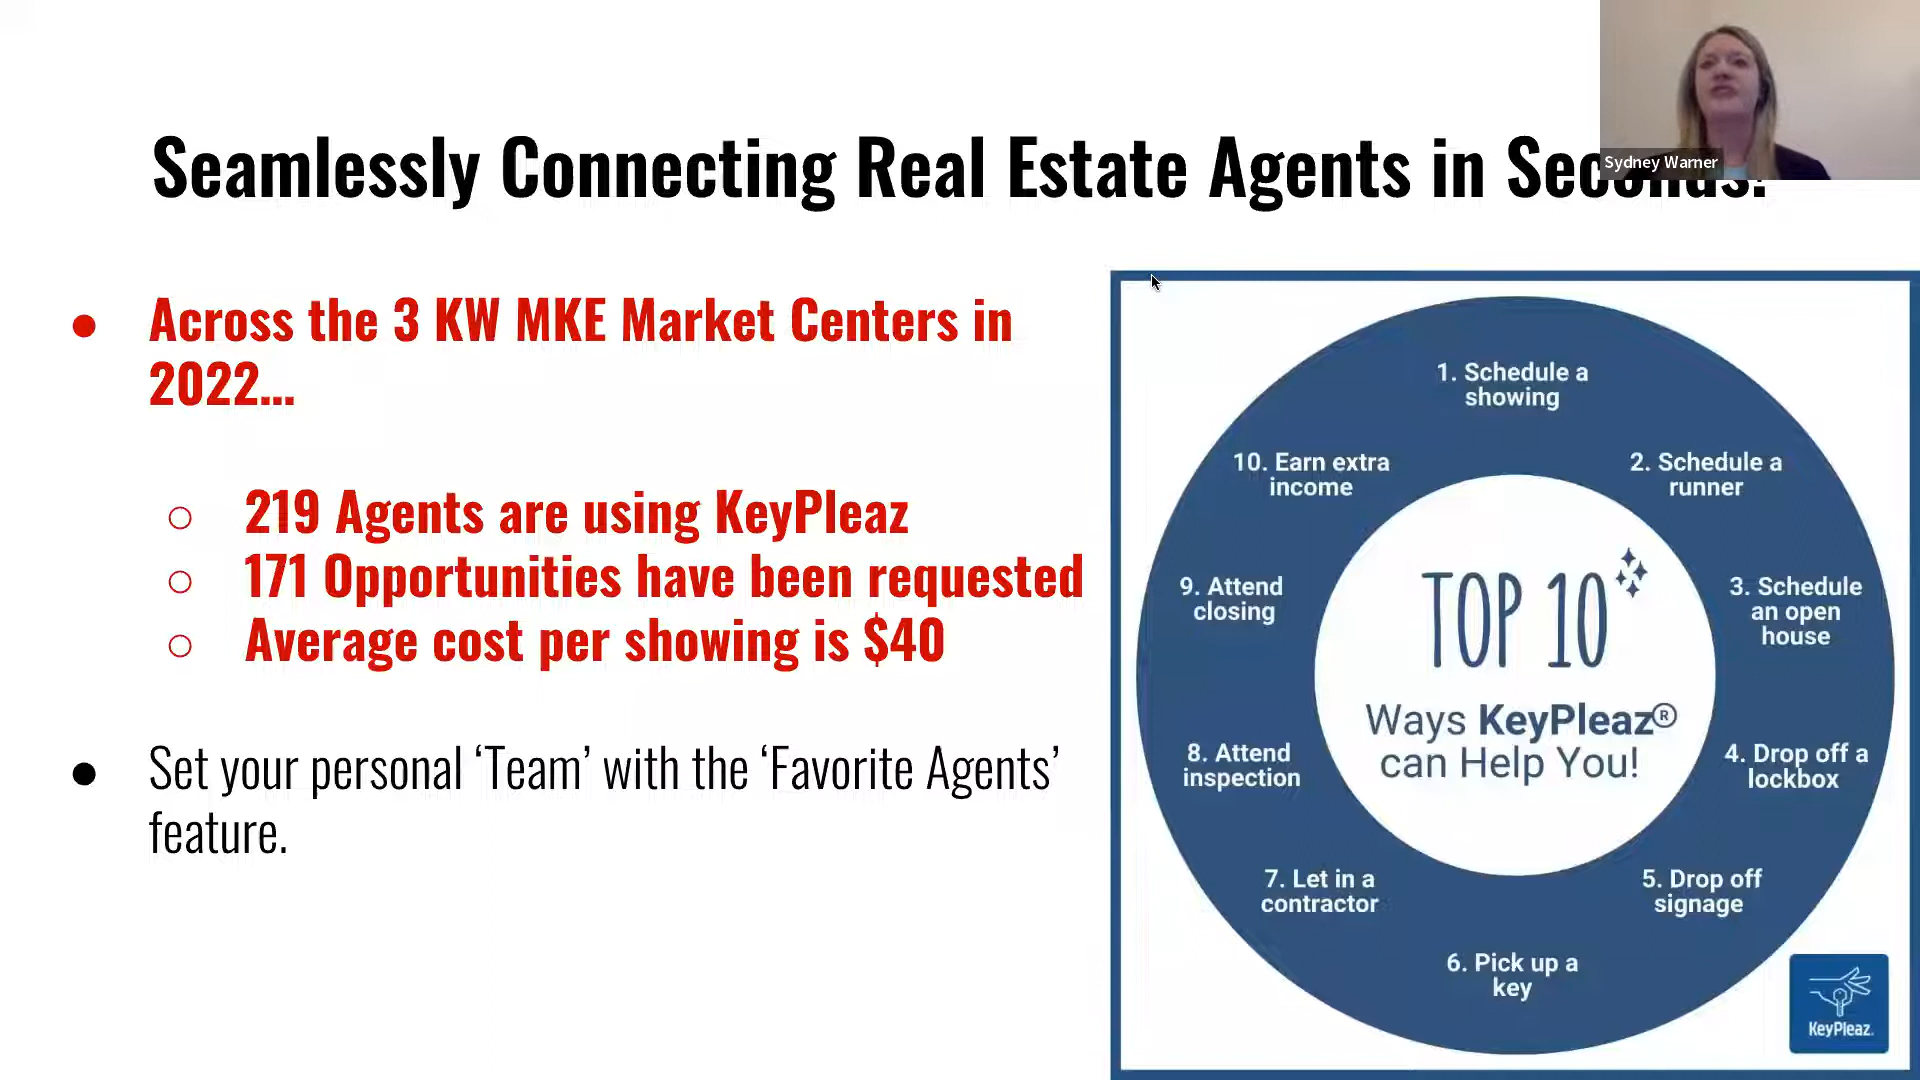 Sydney Warner
Seamlessly Connecting Real Estate Agents in Seconds.
● Across the 3 KW MKE Market Centers in
2022...
○ 219 Agents are using KeyPleaz
○ 171 Opportunities have been requested
○ Average cost per showing is $40
● Set your personal ‘Team’ with the ‘Favorite Agents’
feature.
TOP 10
Ways KeyPleaz®
can Help You!
1. Schedule a
showing
2. Schedule a
runner
3. Schedule
an open
house
4. Drop off a
lockbox
5. Drop off
signage
6. Pick up a
key
7. Let in a
contractor
8. Attend
inspection
9. Attend
closing
10. Earn extra
income
KeyPleaz.